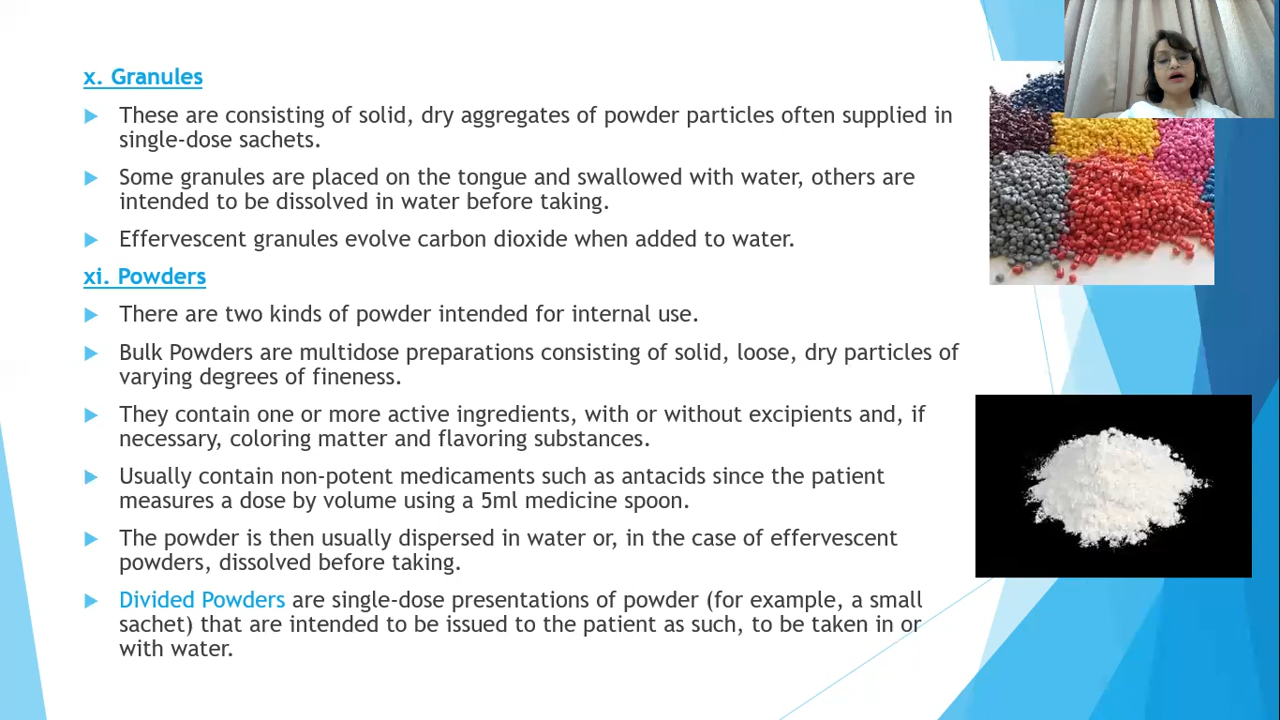 x. Granules
These are consisting of solid, dry aggregates of powder particles often supplied in
single-dose sachets.
Some granules are placed on the tongue and swallowed with water, others are
intended to be dissolved in water before taking.
Effervescent granules evolve carbon dioxide when added to water.
xi. Powders
There are two kinds of powder intended for internal use.
Bulk Powders are multidose preparations consisting of solid, loose, dry particles of
varying degrees of fineness.
They contain one or more active ingredients, with or without excipients and, if
necessary, coloring matter and flavoring substances.
Usually contain non-potent medicaments such as antacids since the patient
measures a dose by volume using a 5ml medicine spoon.
The powder is then usually dispersed in water or, in the case of effervescent
powders, dissolved before taking.
Divided Powders are single-dose presentations of powder (for example, a small
sachet) that are intended to be issued to the patient as such, to be taken in or
with water.